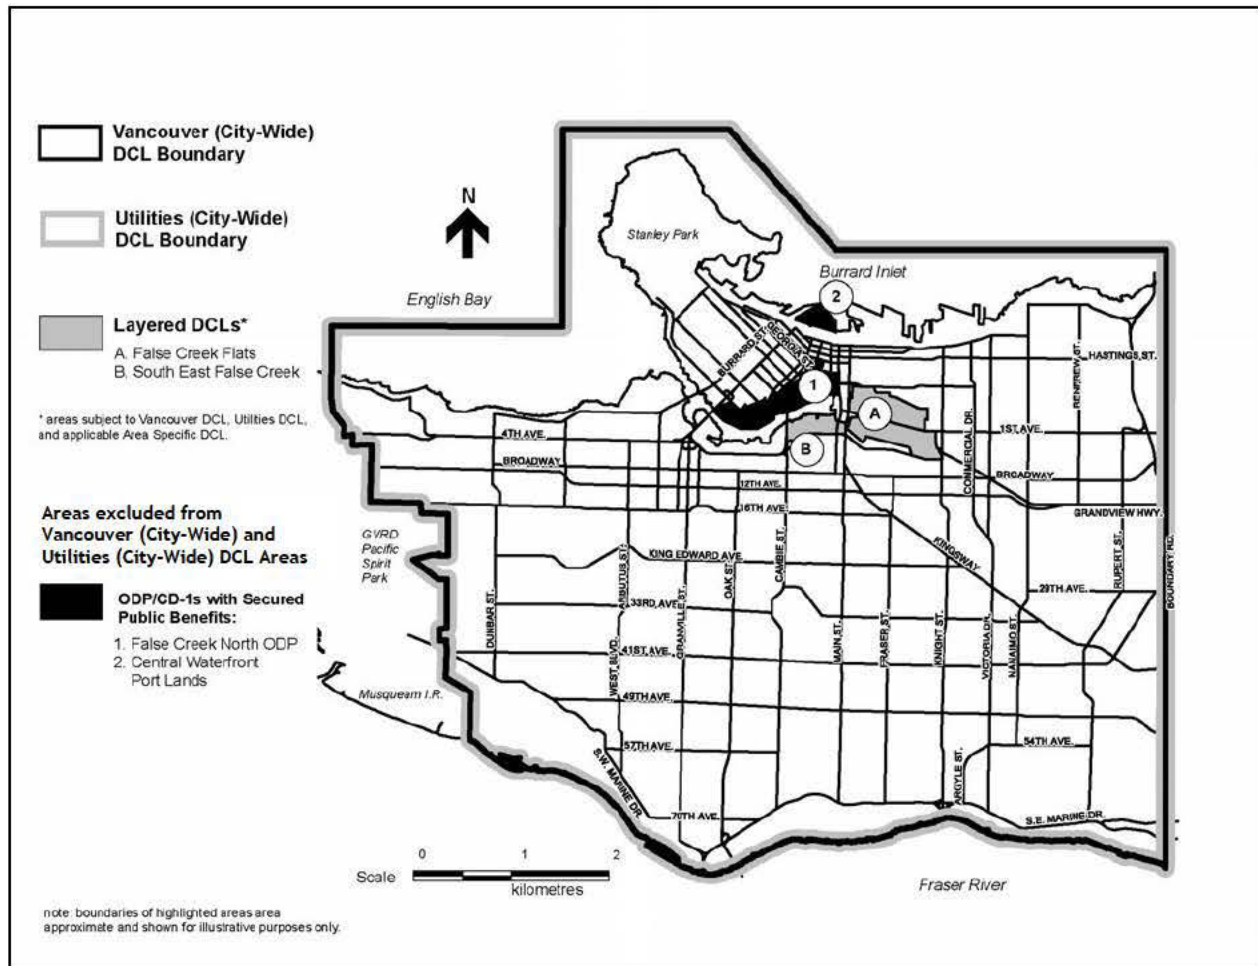 Vancouver (City-Wide)
DCL Boundary
Utilities (City-Wide)
DCL Boundary
Layered DCLs*
A. False Creek Flats
B. South East False Creek
* areas subject to Vancouver DCL, Utilities DCL,
and applicable Area Specific DCL.
Areas excluded from
Vancouver (City-Wide) and
Utilities (City-Wide) DCL Areas
ODP/CD-1s with Secured
Public Benefits:
1. False Creek North ODP
2. Central Waterfront
Port Lands
note: boundaries of highlighted areas area
approximate and shown for illustrative purposes only.
N
English Bay
Stanley Park
Burrard Inlet
2
1
A
B
BURRARD ST.
GEORGIA ST.
HASTINGS ST.
RENFREW ST.
COMMERCIAL DR.
1ST AVE.
4TH AVE.
BROADWAY
BROADWAY
12TH AVE.
16TH AVE.
GRANDVIEW HWY.
GVRD
Pacific
Spirit
Park
KING EDWARD AVE.
KINGSWAY
29TH AVE.
33RD AVE.
41ST AVE.
49TH AVE.
57TH AVE.
54TH AVE.
70TH AVE.
DUNBAR ST.
ARBUTUS ST.
WEST BLVD.
GRANVILLE ST.
OAK ST.
CAMBIE ST.
MAIN ST.
FRASER ST.
KNIGHT ST.
VICTORIA DR.
NANAIMO ST.
RUPERT ST.
BOUNDARY RD.
ARGYLE ST.
Musqueam I.R.
S.W. MARINE DR.
S.E. MARINE DR.
0 1 2
Scale
kilometres
Fraser River